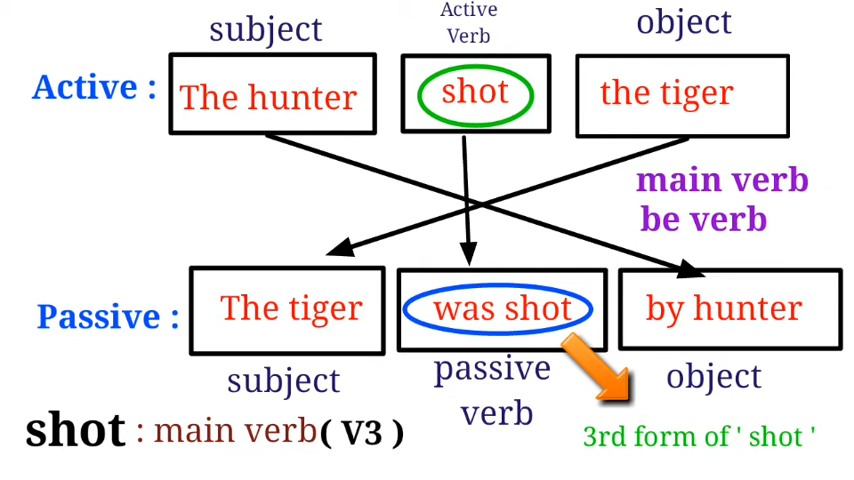 subject
Active
Verb
object
Active :
The hunter
shot
the tiger
main verb
be verb
Passive :
The tiger
was shot
by hunter
subject
passive
verb
object
shot : main verb( V3 )
3rd form of ' shot '